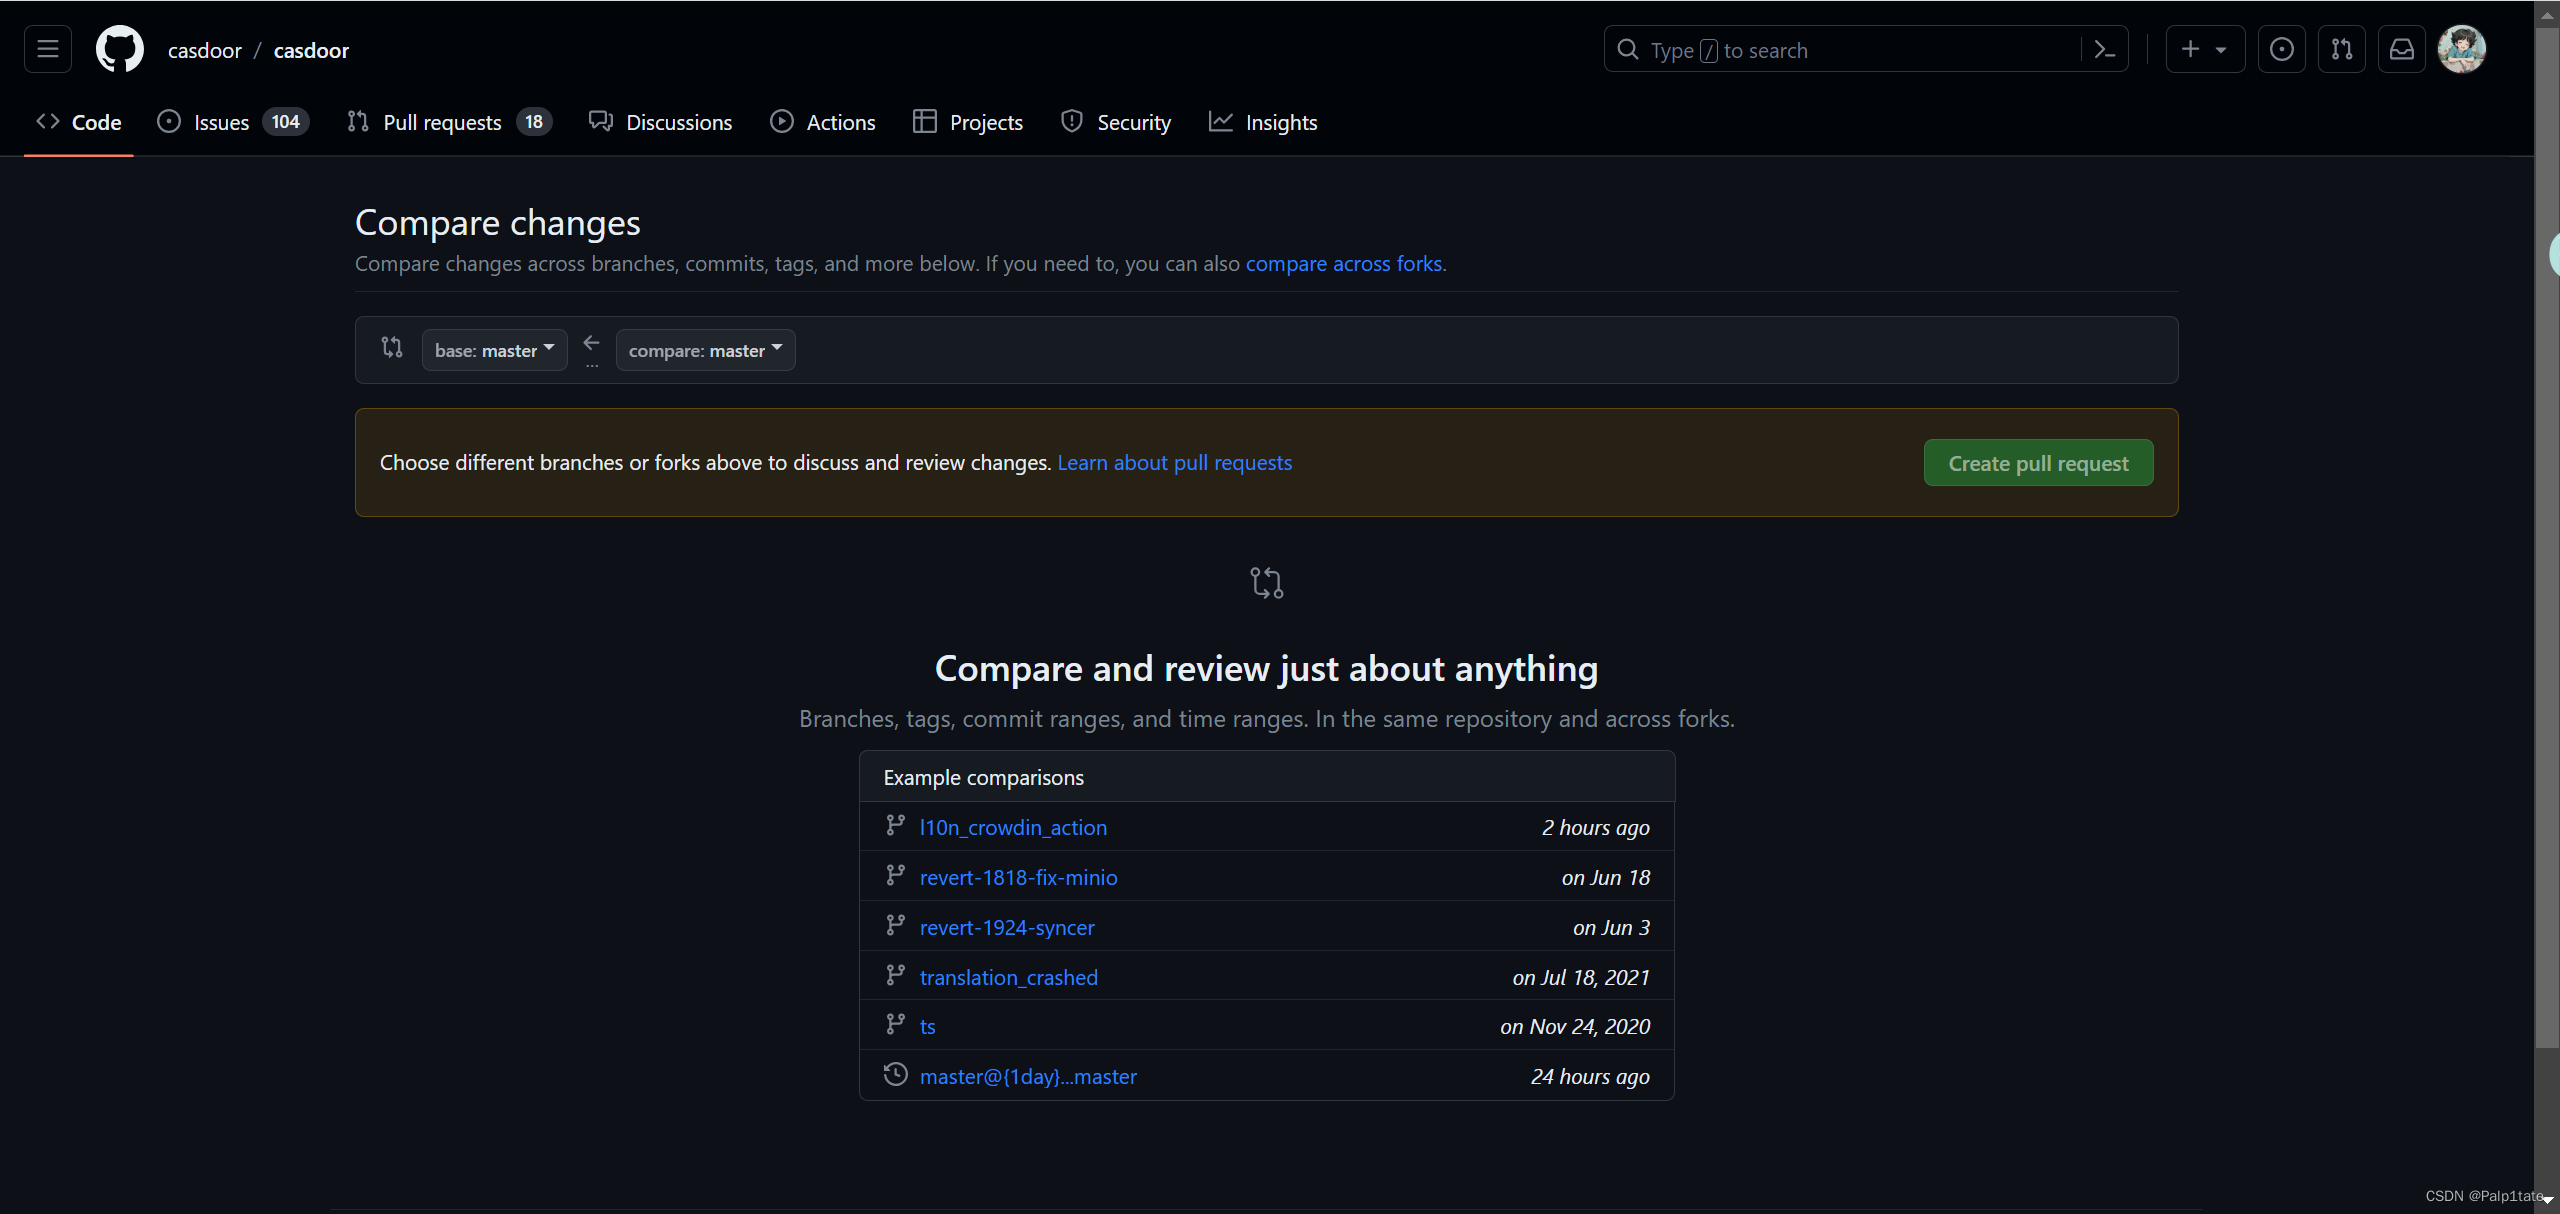 casdoor / casdoor
Type / to search
Code Issues 104 Pull requests 18 Discussions Actions Projects Security Insights
Compare changes
Compare changes across branches, commits, tags, and more below. If you need to, you can also compare across forks.
base: master ... compare: master
Choose different branches or forks above to discuss and review changes. Learn about pull requests
Create pull request
Compare and review just about anything
Branches, tags, commit ranges, and time ranges. In the same repository and across forks.
Example comparisons
l10n_crowdin_action 2 hours ago
revert-1818-fix-minio on Jun 18
revert-1924-syncer on Jun 3
translation_crashed on Jul 18, 2021
ts on Nov 24, 2020
master@{1day}...master 24 hours ago
CSDN @Palp1tate